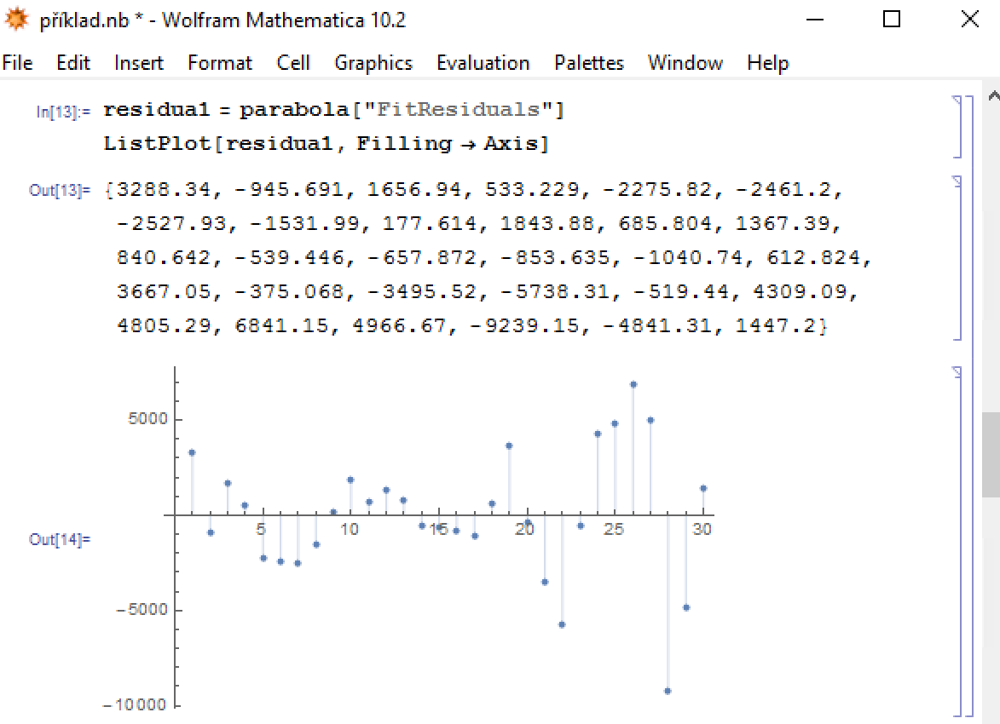 příklad.nb * - Wolfram Mathematica 10.2
File Edit Insert Format Cell Graphics Evaluation Palettes Window Help
In[13]:= residual = parabola["FitResiduals"]
ListPlot[residual, Filling → Axis]
Out[13]= {3288.34, -945.691, 1656.94, 533.229, -2275.82, -2461.2,
-2527.93, -1531.99, 177.614, 1843.88, 685.804, 1367.39,
840.642, -539.446, -657.872, -853.635, -1040.74, 612.824,
3667.05, -375.068, -3495.52, -5738.31, -519.44, 4309.09,
4805.29, 6841.15, 4966.67, -9239.15, -4841.31, 1447.2}
5000
5 10 15 20 25 30
Out[14]=
-5000
-10000